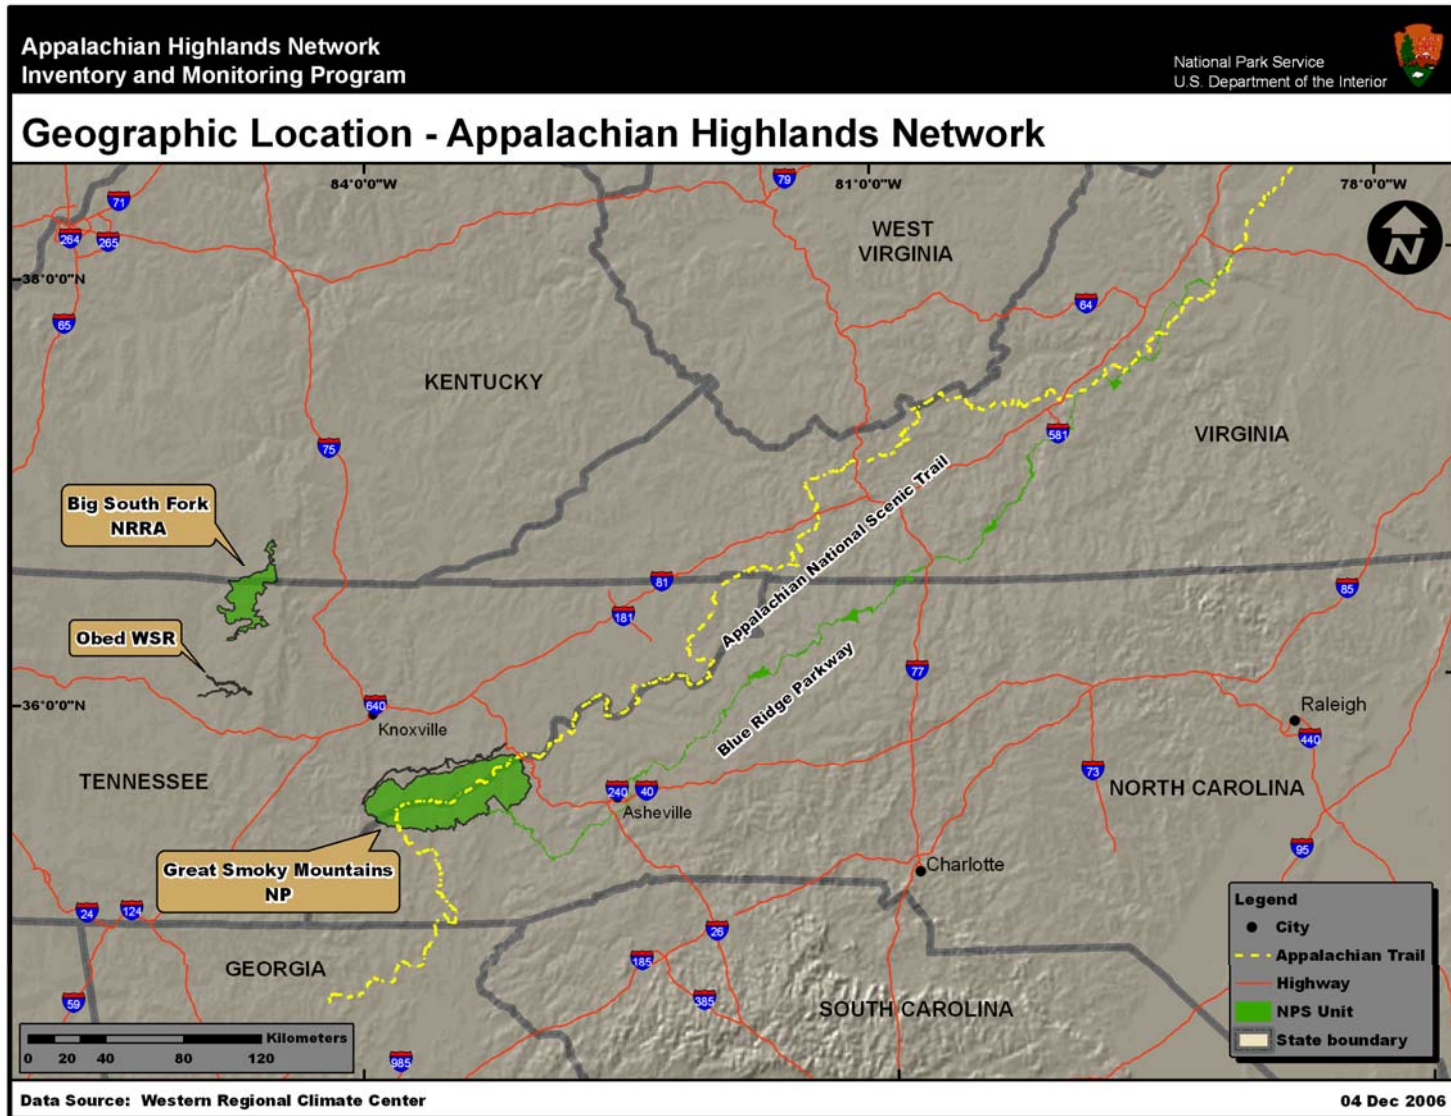 Appalachian Highlands Network
Inventory and Monitoring Program
National Park Service
U.S. Department of the Interior
Geographic Location - Appalachian Highlands Network
84°0'0"W
81°0'0"W
78°0'0"W
71
79
264
265
WEST
VIRGINIA
N
38°0'0"N
65
64
KENTUCKY
75
581
VIRGINIA
Big South Fork
NRRA
Appalachian National Scenic Trail
81
85
181
Obed WSR
77
Blue Ridge Parkway
36°0'0"N
640
Knoxville
Raleigh
440
TENNESSEE
73
240
40
NORTH CAROLINA
Asheville
95
Great Smoky Mountains
NP
Charlotte
24
124
26
GEORGIA
185
385
59
SOUTH CAROLINA
985
Legend
City
Appalachian Trail
Highway
NPS Unit
State boundary
Kilometers
0 20 40 80 120
Data Source: Western Regional Climate Center
04 Dec 2006